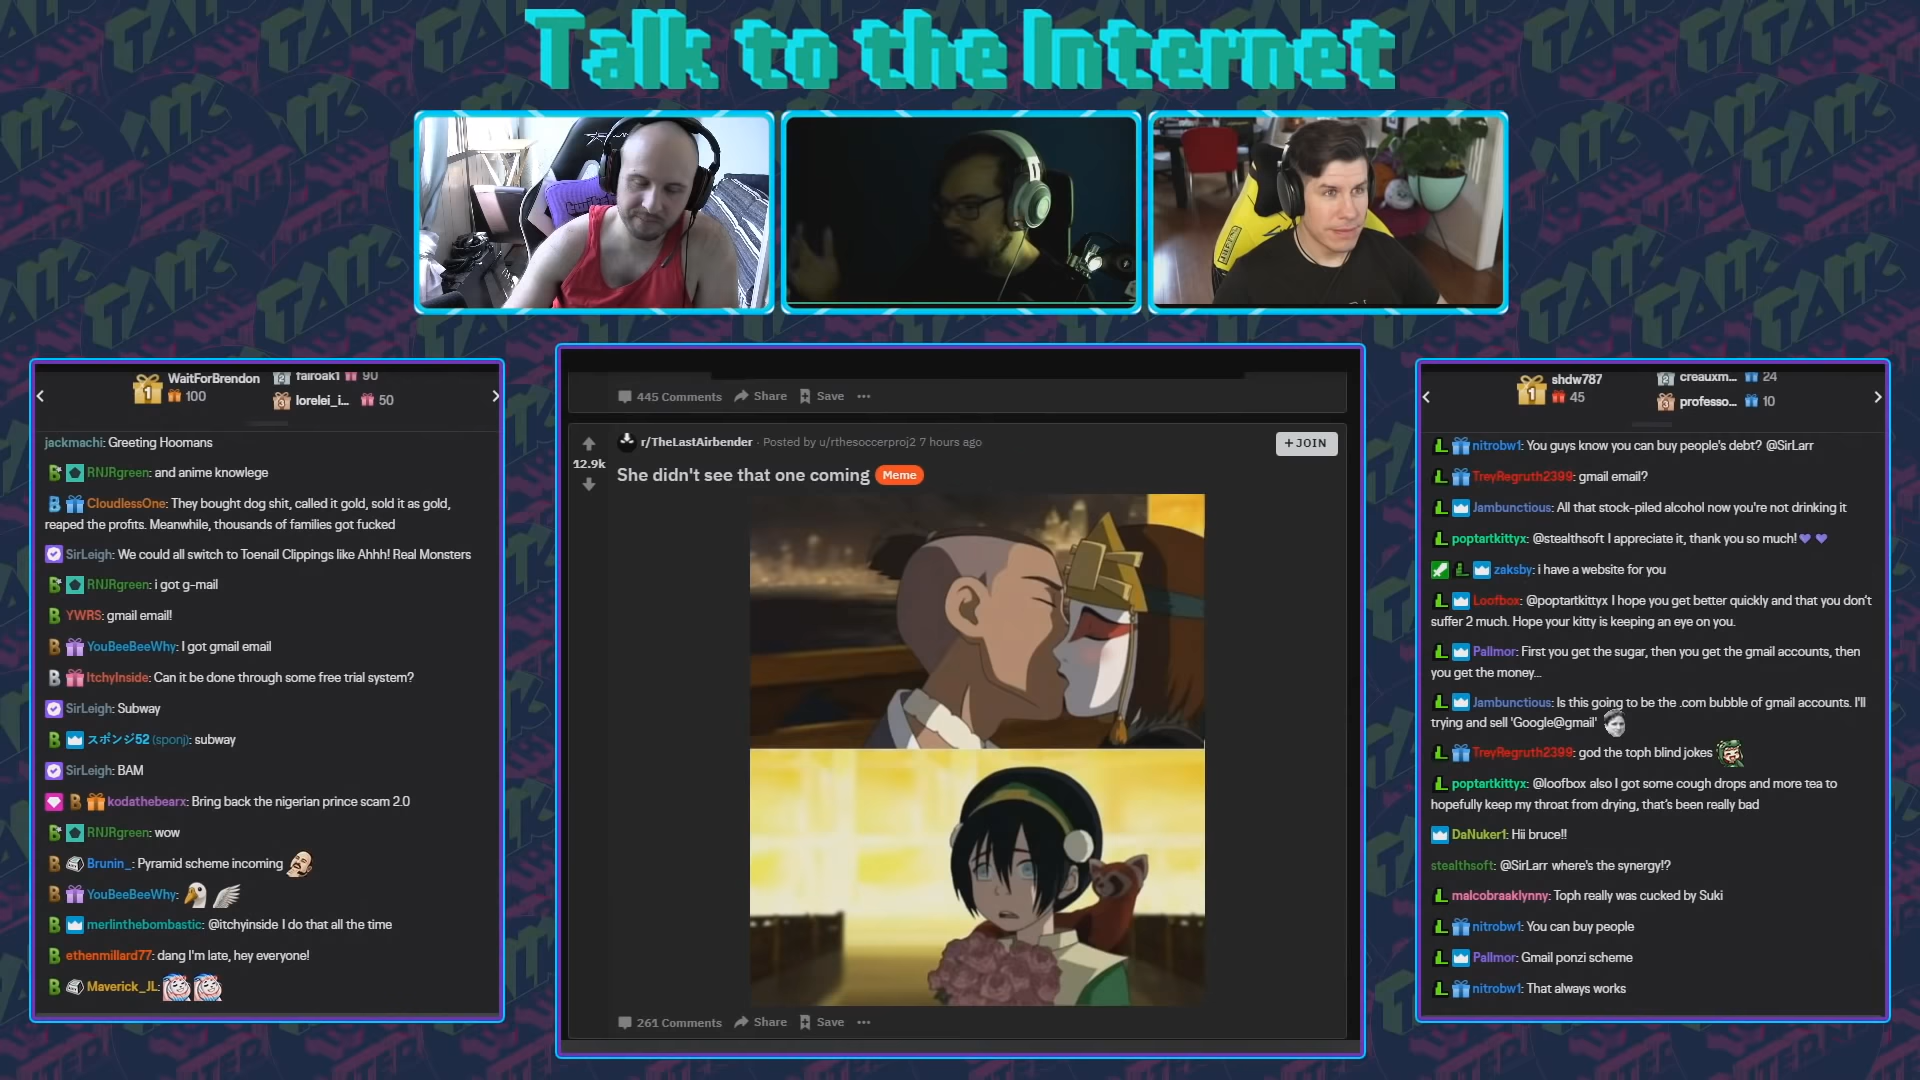 Talk to the Internet
WaitForBrendon
100
fairoak1 90
lorelei_i... 50
jackmachi: Greeting Hoomans
RNJRgreen: and anime knowlege
CloudlessOne: They bought dog shit, called it gold, sold it as gold,
reaped the profits. Meanwhile, thousands of families got fucked
SirLeigh: We could all switch to Toenail Clippings like Ahhh! Real Monsters
RNJRgreen: i got g-mail
YWRS: gmail email!
YouBeeBeeWhy: I got gmail email
ItchyInside: Can it be done through some free trial system?
SirLeigh: Subway
スポンジ52 (sponj): subway
SirLeigh: BAM
kodathebearx: Bring back the nigerian prince scam 2.0
RNJRgreen: wow
Brunin_: Pyramid scheme incoming
YouBeeBeeWhy:
merlinthebombastic: @itchyinside I do that all the time
ethenmillard77: dang I'm late, hey everyone!
Maverick_JL:
445 Comments Share Save ...
r/TheLastAirbender · Posted by u/rthesoccerproj2 7 hours ago
+ JOIN
12.9k
She didn't see that one coming Meme
261 Comments Share Save ...
shdw787
45
creauxm... 24
professo... 10
nitrobw1: You guys know you can buy people's debt? @SirLarr
TreyRegruth2399: gmail email?
Jambunctious: All that stock-piled alcohol now you're not drinking it
poptartkittyx: @stealthsoft I appreciate it, thank you so much!💜 💜
zaksby: i have a website for you
Loofbox: @poptartkittyx I hope you get better quickly and that you don't
suffer 2 much. Hope your kitty is keeping an eye on you.
Pallmor: First you get the sugar, then you get the gmail accounts, then
you get the money...
Jambunctious: Is this going to be the .com bubble of gmail accounts. I'll
trying and sell 'Google@gmail'
TreyRegruth2399: god the toph blind jokes
poptartkittyx: @loofbox also I got some cough drops and more tea to
hopefully keep my throat from drying, that's been really bad
DaNuker1: Hii bruce!!
stealthsoft: @SirLarr where's the synergy!?
malcobraaklynny: Toph really was cucked by Suki
nitrobw1: You can buy people
Pallmor: Gmail ponzi scheme
nitrobw1: That always works